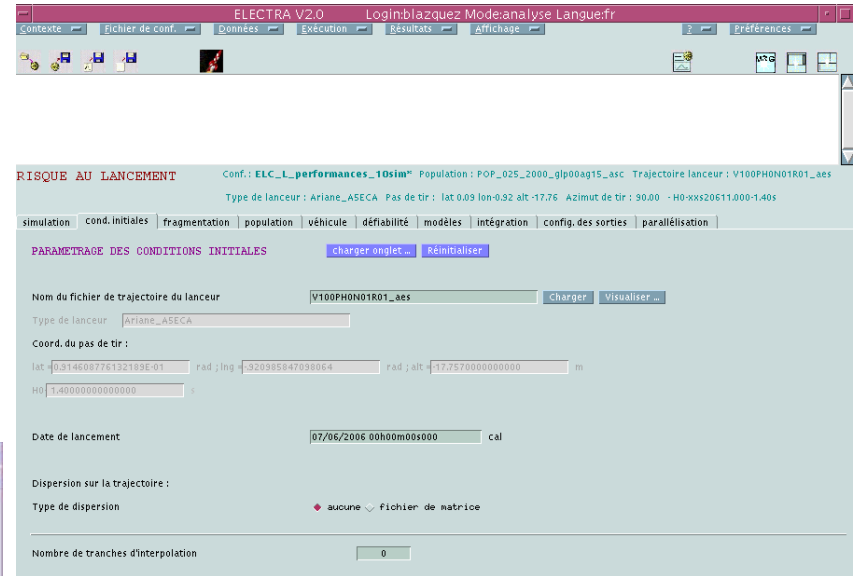 ELECTRA V2.0 Login:blazquez Mode:analyse Langue:fr
Contexte Fichier de conf. Données Exécution Résultats Affichage ? Préférences
RISQUE AU LANCEMENT Conf. : ELC_L_performances_10sim* Population : POP_025_2000_glp00ag15_asc Trajectoire lanceur : V100PH0N01R01_aes
Type de lanceur : Ariane_A5ECA Pas de tir : lat 0.09 lon-0.92 alt -17.76 Azimut de tir : 90.00 - H0-xxs20611.000-1.40s
simulation cond. initiales fragmentation population véhicule défiabilité modèles intégration config. des sorties parallélisation
PARAMETRAGE DES CONDITIONS INITIALES charger onglet ... Réinitialiser
Nom du fichier de trajectoire du lanceur V100PH0N01R01_aes Charger Visualiser ...
Type de lanceur Ariane_A5ECA
Coord. du pas de tir :
lat =0.914608776132189E-01 rad ; lng =-.920985847098064 rad ; alt =-17.7570000000000 m
H0 1.40000000000000 s
Date de lancement 07/06/2006 00h00m00s000 cal
Dispersion sur la trajectoire :
Type de dispersion aucune fichier de matrice
Nombre de tranches d'interpolation 0